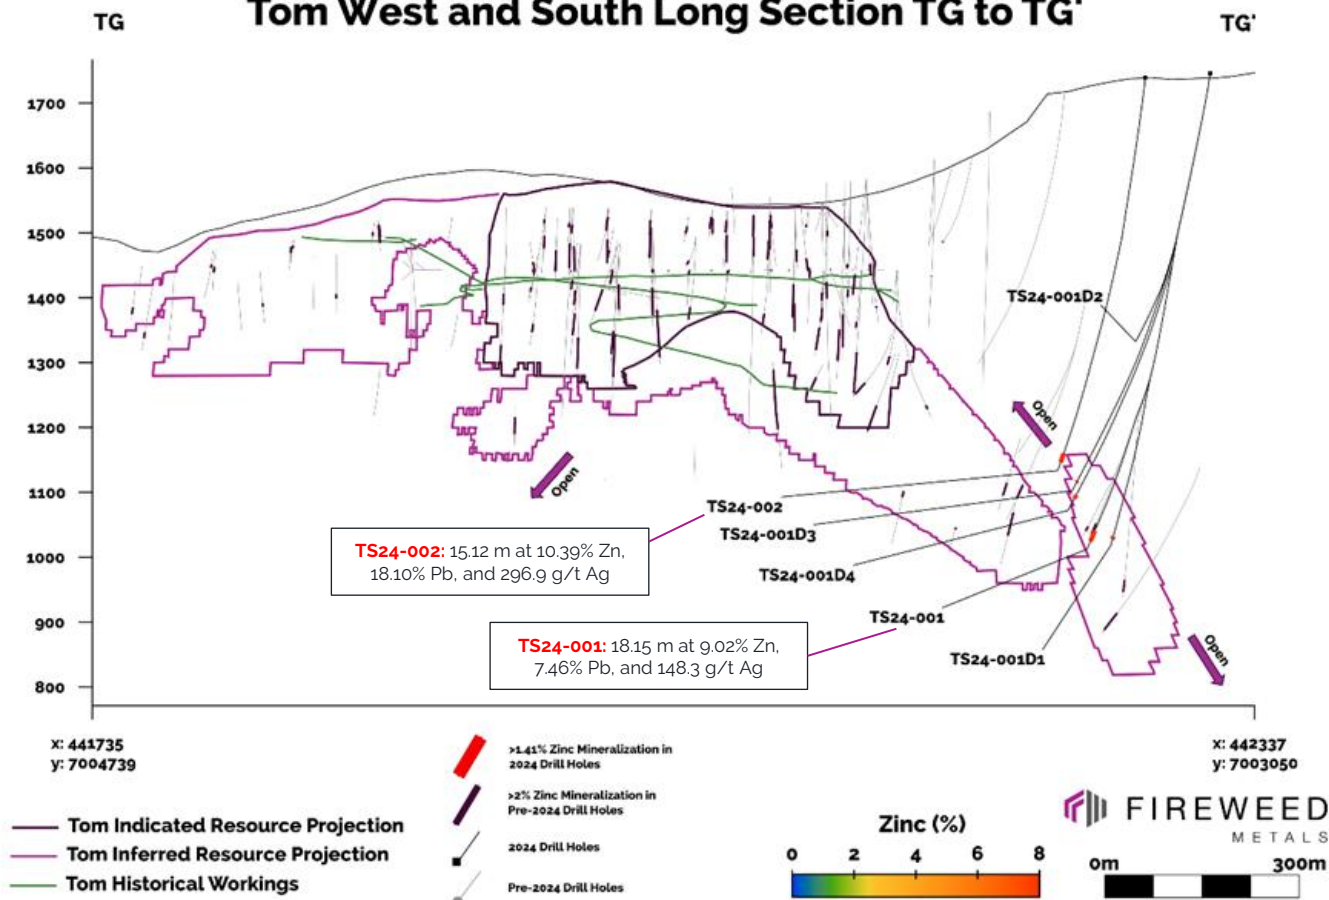 Tom West and South Long Section TG to TG'
TG
TG'
1700
1600
1500
1400
1300
1200
1100
1000
900
800
TS24-001D2
Open
Open
TS24-002
TS24-001D3
TS24-002: 15.12 m at 10.39% Zn,
18.10% Pb, and 296.9 g/t Ag
TS24-001D4
TS24-001
TS24-001: 18.15 m at 9.02% Zn,
7.46% Pb, and 148.3 g/t Ag
TS24-001D1
Open
x: 441735
y: 7004739
x: 442337
y: 7003050
>1.41% Zinc Mineralization in
2024 Drill Holes
>2% Zinc Mineralization in
Pre-2024 Drill Holes
2024 Drill Holes
Pre-2024 Drill Holes
Tom Indicated Resource Projection
Tom Inferred Resource Projection
Tom Historical Workings
Zinc (%)
0 2 4 6 8
FIREWEED
METALS
0m 300m